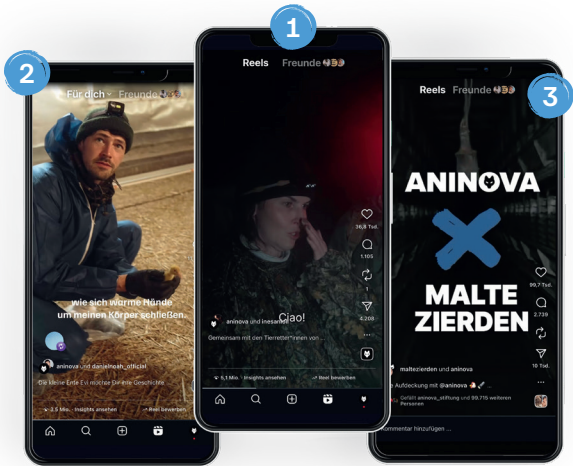 1
Reels Freunde
36,8 Tsd.
1.105
1
4.208
Ciao!
aninova und inesanioli
Gemeinsam mit den Tierretter*innen von ...
5,1 Mio. · Insights ansehen
Reel bewerben
2
Für dich Freunde
wie sich warme Hände
um meinen Körper schließen.
aninova und danielnoah_official
Die kleine Ente Evi möchte Dir ihre Geschichte
3.5 Mio. · Insights ansehen
Reel bewerben
3
Reels Freunde
ANINOVA
MALTE
ZIERDEN
99,7 Tsd.
2.739
10 Tsd.
maltezierden und aninova
Aufdeckung mit @aninova
Gefällt aninova_stiftung und 99.715 weiteren
Personen
Kommentar hinzufügen ...